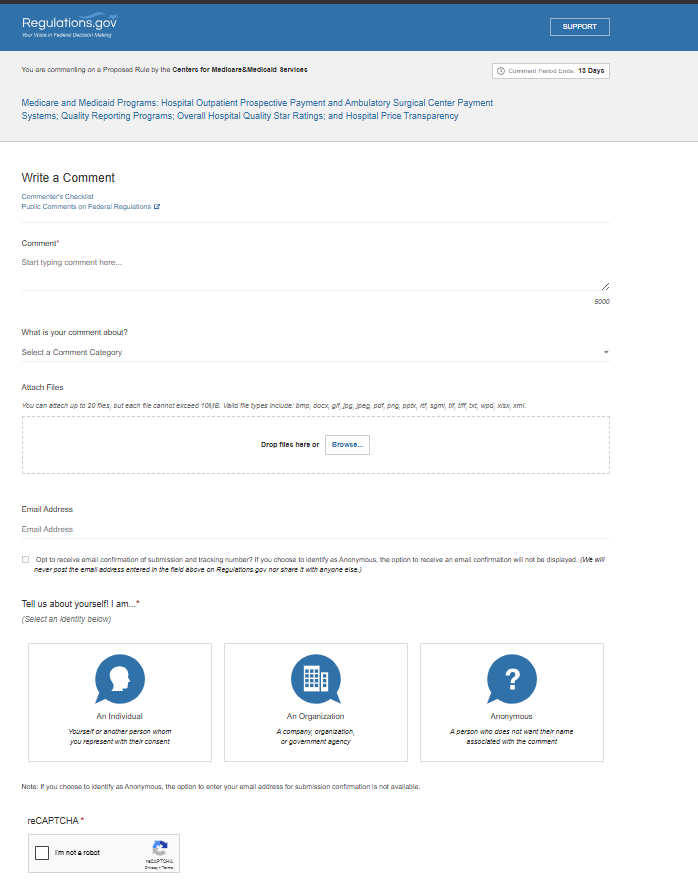 Regulations.gov
Your Voice in Federal Decision Making
SUPPORT
You are commenting on a Proposed Rule by the Centers for Medicare&Medicaid Services
Comment Period Ends: 13 Days
Medicare and Medicaid Programs: Hospital Outpatient Prospective Payment and Ambulatory Surgical Center Payment
Systems; Quality Reporting Programs; Overall Hospital Quality Star Ratings; and Hospital Price Transparency
Write a Comment
Commenter's Checklist
Public Comments on Federal Regulations
Comment*
Start typing comment here...
5000
What is your comment about?
Select a Comment Category
Attach Files
You can attach up to 20 files, but each file cannot exceed 10MB. Valid file types include: bmp, docx, gif, jpg, jpeg, pdf, png, pptx, rtf, sgml, tif, tiff, txt, wpd, xlsx, xml.
Drop files here or Browse...
Email Address
Email Address
Opt to receive email confirmation of submission and tracking number? If you choose to identify as Anonymous, the option to receive an email confirmation will not be displayed. (We will
never post the email address entered in the field above on Regulations.gov nor share it with anyone else.)
Tell us about yourself! I am...*
(Select an identity below)
An Individual
Yourself or another person whom
you represent with their consent
An Organization
A company, organization,
or government agency
?
Anonymous
A person who does not want their name
associated with the comment
Note: If you choose to identify as Anonymous, the option to enter your email address for submission confirmation is not available.
reCAPTCHA *
I'm not a robot
reCAPTCHA
Privacy - Terms